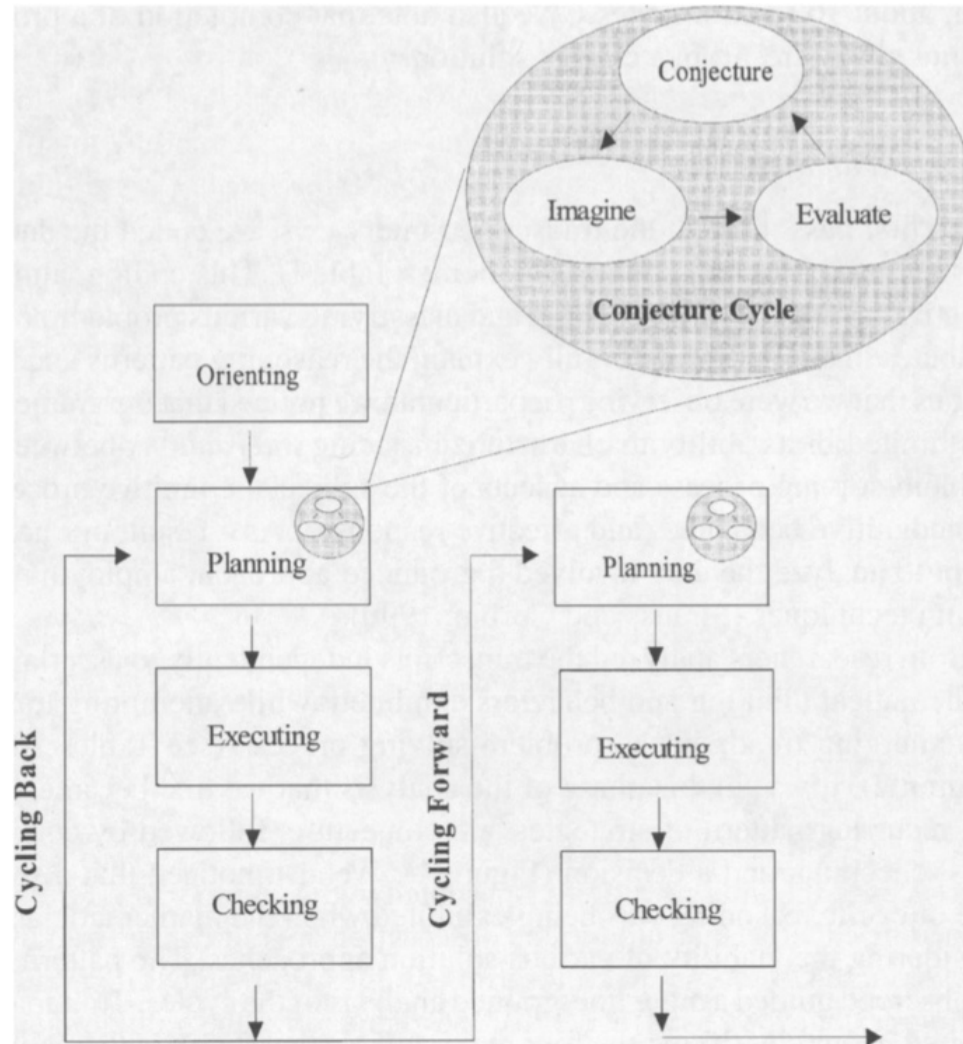 Conjecture
Imagine
Evaluate
Conjecture Cycle
Orienting
Planning
Planning
Executing
Executing
Cycling Back
Cycling Forward
Checking
Checking